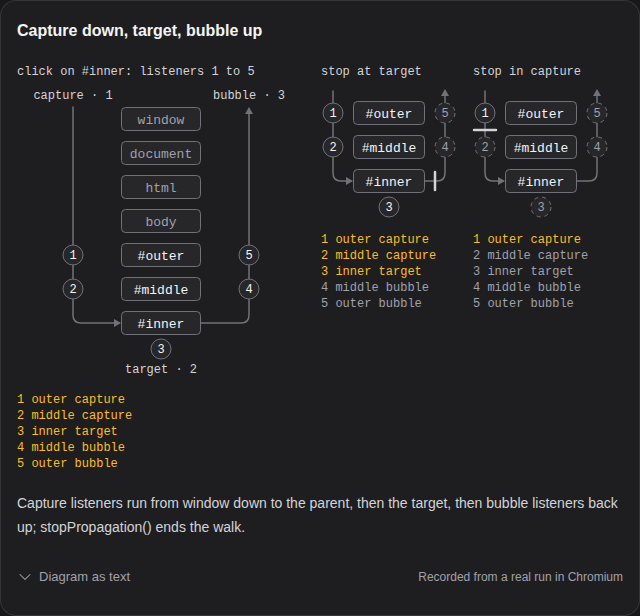 Capture down, target, bubble up
click on #inner: listeners 1 to 5
capture · 1
bubble · 3
window
document
html
body
#outer
#middle
#inner
1
2
3
4
5
target · 2
1 outer capture
2 middle capture
3 inner target
4 middle bubble
5 outer bubble
stop at target
1
#outer
5
2
#middle
4
#inner
3
1 outer capture
2 middle capture
3 inner target
4 middle bubble
5 outer bubble
stop in capture
1
#outer
5
2
#middle
4
#inner
3
1 outer capture
2 middle capture
3 inner target
4 middle bubble
5 outer bubble
Capture listeners run from window down to the parent, then the target, then bubble listeners back
up; stopPropagation() ends the walk.
Diagram as text
Recorded from a real run in Chromium